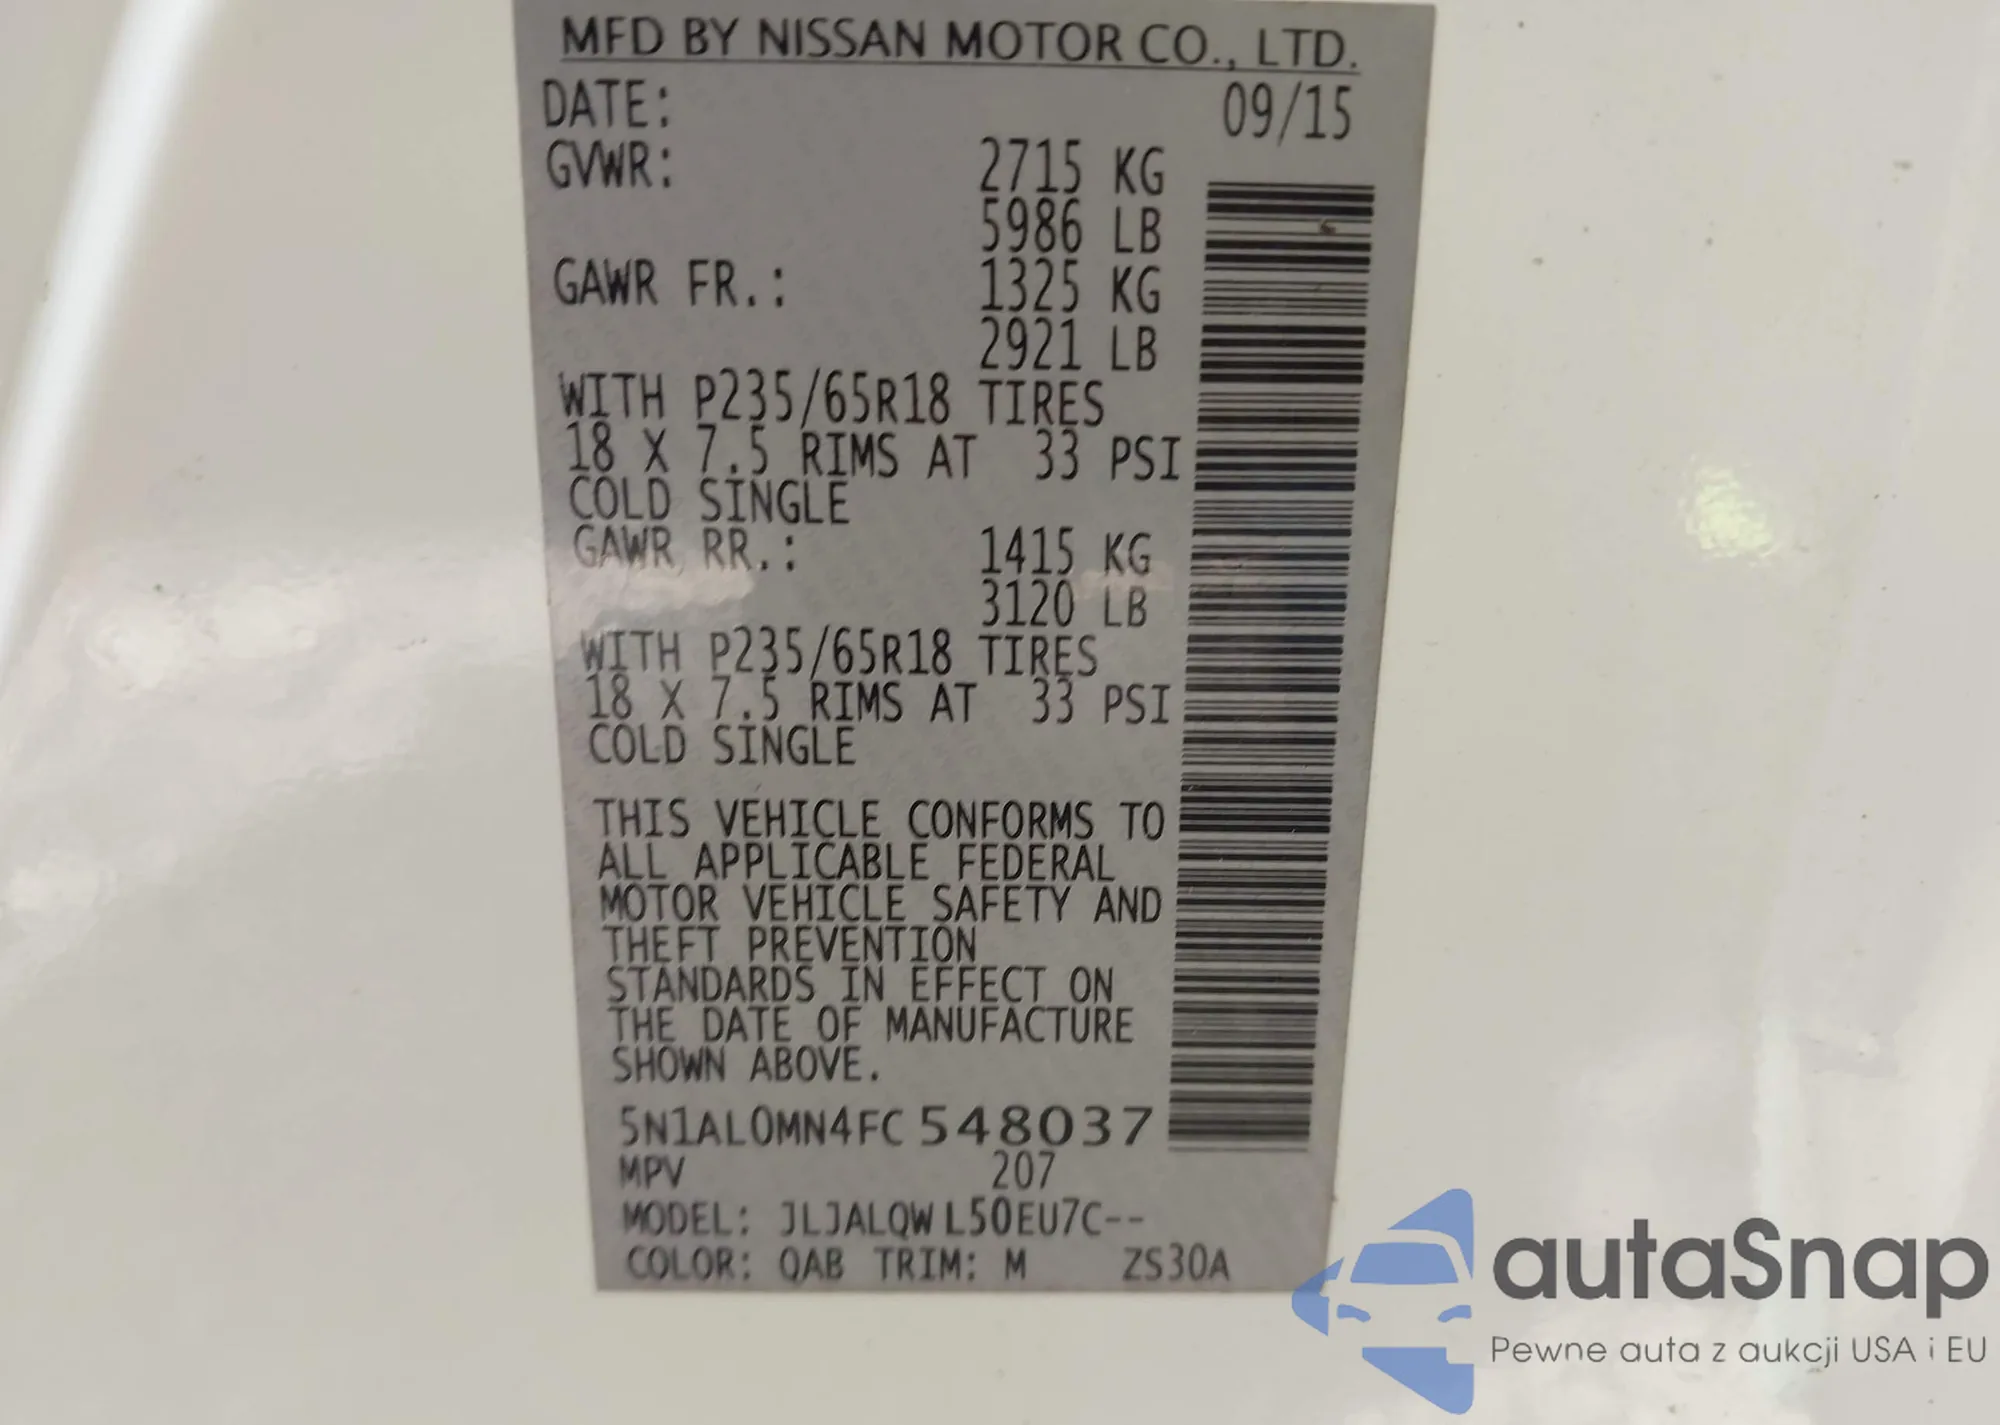 MFD BY NISSAN MOTOR CO., LTD.
DATE: 09/15
GVWR: 2715 KG
5986 LB
GAWR FR.: 1325 KG
2921 LB
WITH P235/65R18 TIRES
18 X 7.5 RIMS AT 33 PSI
COLD SINGLE
GAWR RR.: 1415 KG
3120 LB
WITH P235/65R18 TIRES
18 X 7.5 RIMS AT 33 PSI
COLD SINGLE
THIS VEHICLE CONFORMS TO
ALL APPLICABLE FEDERAL
MOTOR VEHICLE SAFETY AND
THEFT PREVENTION
STANDARDS IN EFFECT ON
THE DATE OF MANUFACTURE
SHOWN ABOVE.
5N1AL0MN4FC548037
MPV 207
MODEL: JLJALQW L50EU7C--
COLOR: QAB TRIM: M ZS30A
autaSnap
Pewne auta z aukcji USA i EU